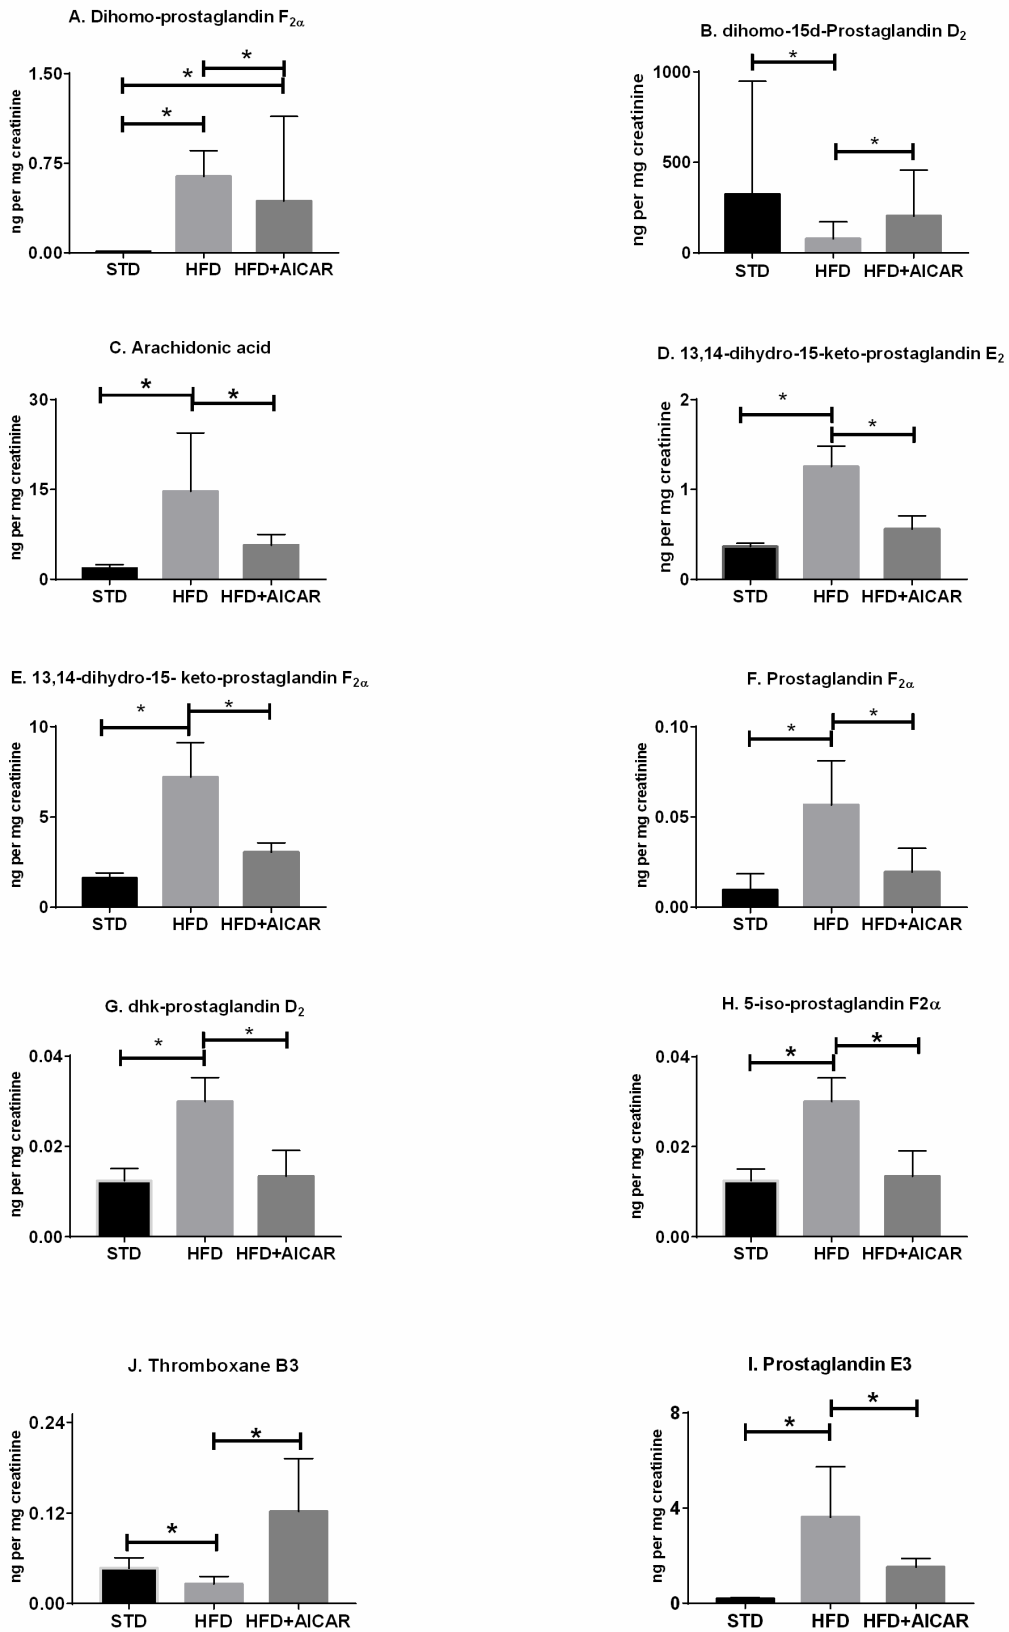 A. Dihomo-prostaglandin F2α
ng per mg creatinine
1.50
0.75
0.00
*
*
*
STD HFD HFD+AICAR
B. dihomo-15d-Prostaglandin D2
ng per mg creatinine
1000
500
0
*
*
STD HFD HFD+AICAR
C. Arachidonic acid
ng per mg creatinine
30
15
0
*
*
STD HFD HFD+AICAR
D. 13,14-dihydro-15-keto-prostaglandin E2
ng per mg creatinine
2
1
0
*
*
STD HFD HFD+AICAR
E. 13,14-dihydro-15- keto-prostaglandin F2α
ng per mg creatinine
10
5
0
*
*
STD HFD HFD+AICAR
F. Prostaglandin F2α
ng per mg creatinine
0.10
0.05
0.00
*
*
STD HFD HFD+AICAR
G. dhk-prostaglandin D2
ng per mg creatinine
0.04
0.02
0.00
*
*
STD HFD HFD+AICAR
H. 5-iso-prostaglandin F2α
ng per mg creatinine
0.04
0.02
0.00
*
*
STD HFD HFD+AICAR
J. Thromboxane B3
ng per mg creatinine
0.24
0.12
0.00
*
*
STD HFD HFD+AICAR
I. Prostaglandin E3
ng per mg creatinine
8
4
0
*
*
STD HFD HFD+AICAR